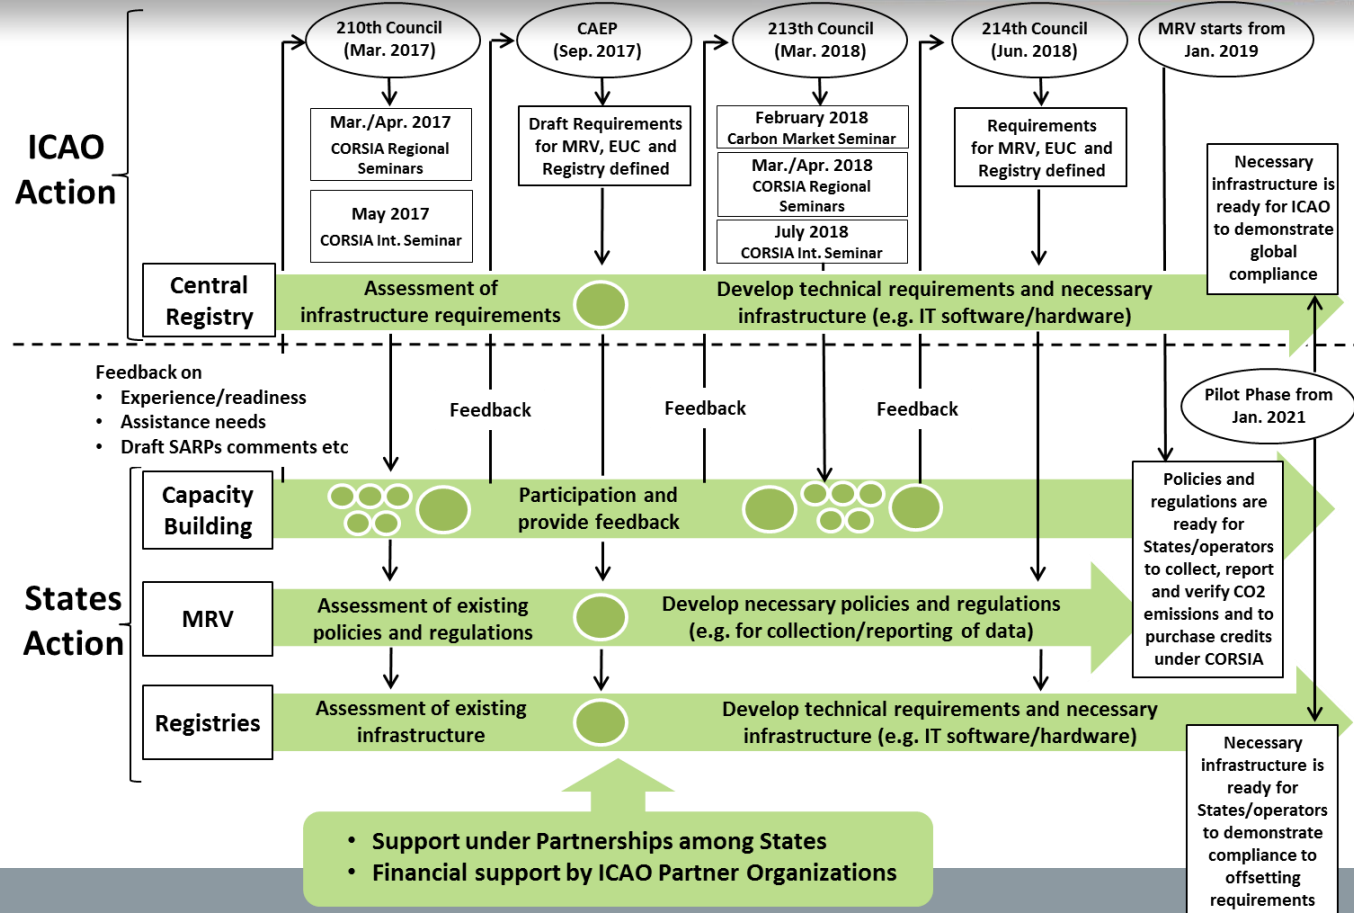 210th Council
(Mar. 2017)
CAEP
(Sep. 2017)
213th Council
(Mar. 2018)
214th Council
(Jun. 2018)
MRV starts from
Jan. 2019
ICAO
Action
Mar./Apr. 2017
CORSIA Regional
Seminars
May 2017
CORSIA Int. Seminar
Draft Requirements
for MRV, EUC and
Registry defined
February 2018
Carbon Market Seminar
Mar./Apr. 2018
CORSIA Regional
Seminars
July 2018
CORSIA Int. Seminar
Requirements
for MRV, EUC and
Registry defined
Necessary
infrastructure is
ready for ICAO
to demonstrate
global
compliance
Central
Registry
Assessment of
infrastructure requirements
Develop technical requirements and necessary
infrastructure (e.g. IT software/hardware)
Feedback on
• Experience/readiness
• Assistance needs
• Draft SARPs comments etc
Feedback
Feedback
Feedback
Pilot Phase from
Jan. 2021
States
Action
Capacity
Building
Participation and
provide feedback
Policies and
regulations are
ready for
States/operators
to collect, report
and verify CO2
emissions and to
purchase credits
under CORSIA
MRV
Assessment of existing
policies and regulations
Develop necessary policies and regulations
(e.g. for collection/reporting of data)
Registries
Assessment of existing
infrastructure
Develop technical requirements and necessary
infrastructure (e.g. IT software/hardware)
Necessary
infrastructure is
ready for
States/operators
to demonstrate
compliance to
offsetting
requirements
• Support under Partnerships among States
• Financial support by ICAO Partner Organizations